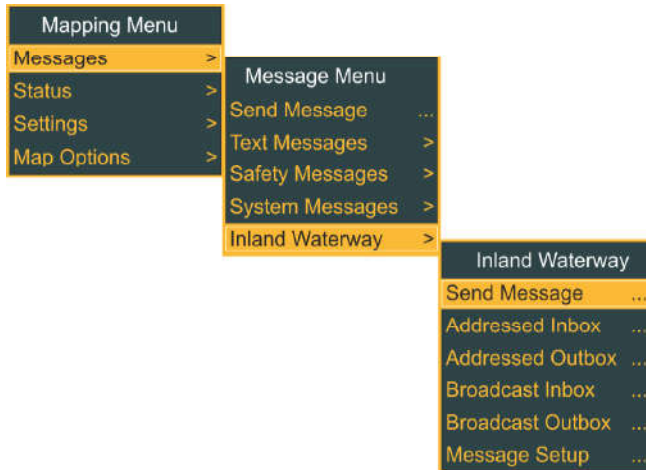 Mapping Menu
Messages >
Status >
Settings >
Map Options >
Message Menu
Send Message ...
Text Messages >
Safety Messages >
System Messages >
Inland Waterway >
Inland Waterway
Send Message ...
Addressed Inbox ...
Addressed Outbox ...
Broadcast Inbox ...
Broadcast Outbox ...
Message Setup ...